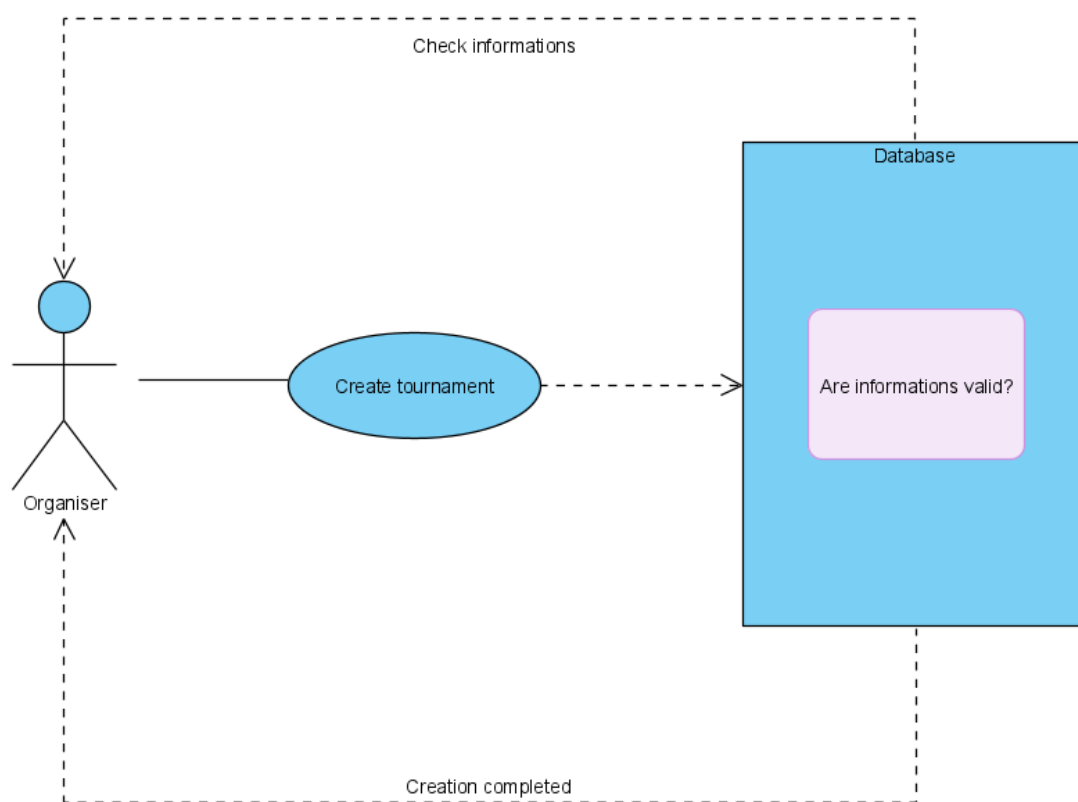 Check informations
Database
Create tournament
Are informations valid?
Organiser
Creation completed